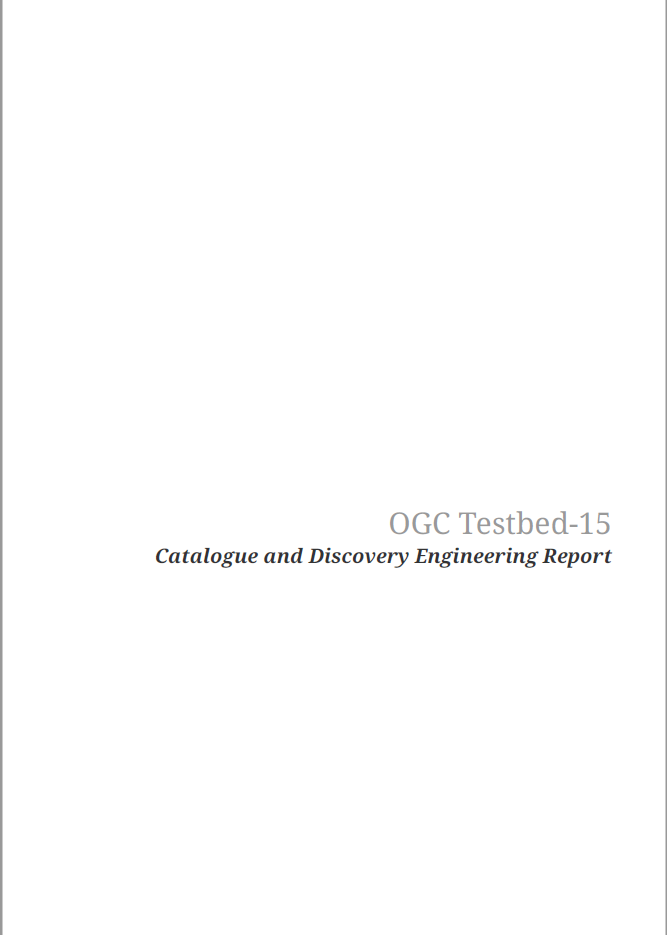 OGC Testbed-15
Catalogue and Discovery Engineering Report